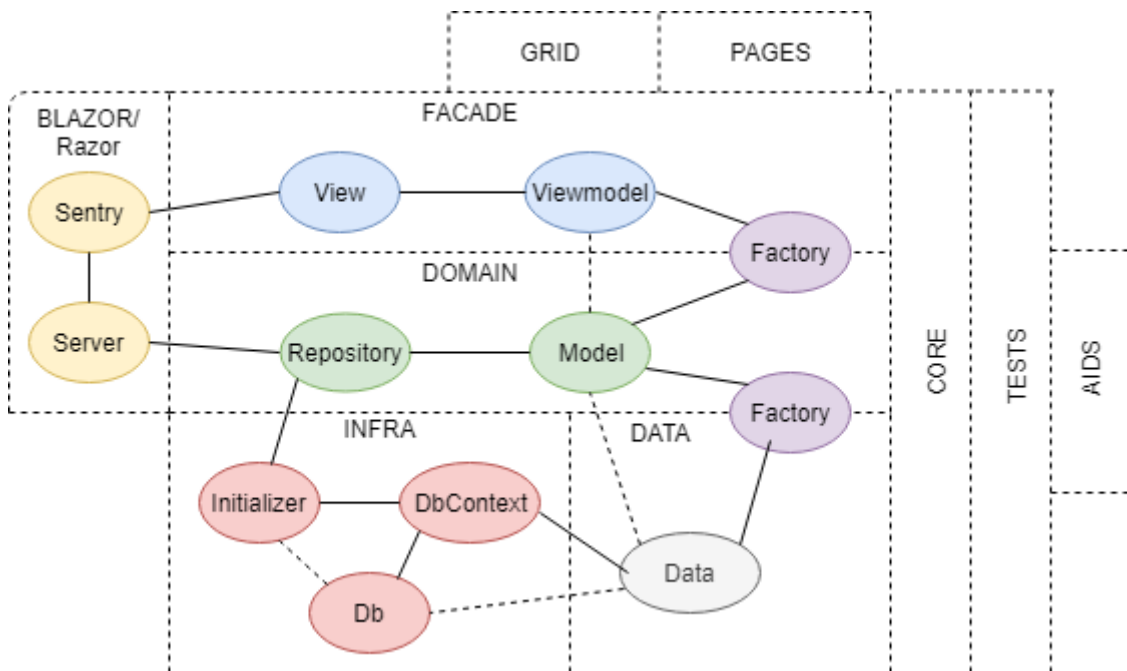 GRID
PAGES
BLAZOR/
Razor
FACADE
View
Viewmodel
Sentry
Factory
DOMAIN
Server
Repository
Model
CORE
TESTS
AIDS
Factory
INFRA
DATA
Initializer
DbContext
Data
Db